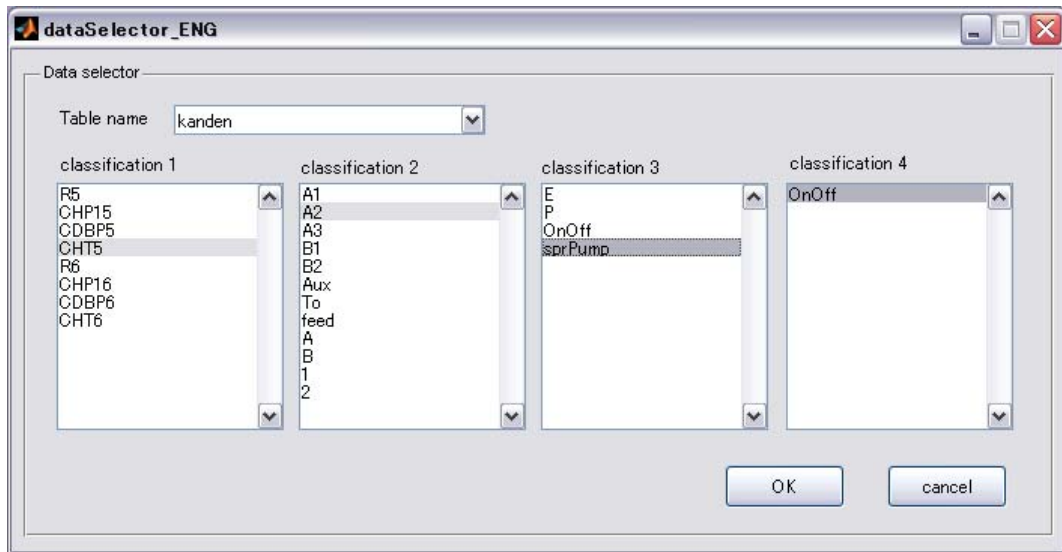 dataSelector_ENG
Data selector
Table name
kanden
classification 1
classification 2
classification 3
classification 4
R5
CHP15
CDBP5
CHT5
R6
CHP16
CDBP6
CHT6
A1
A2
A3
B1
B2
Aux
To
feed
A
B
1
2
E
P
OnOff
sprPump
OnOff
OK
cancel